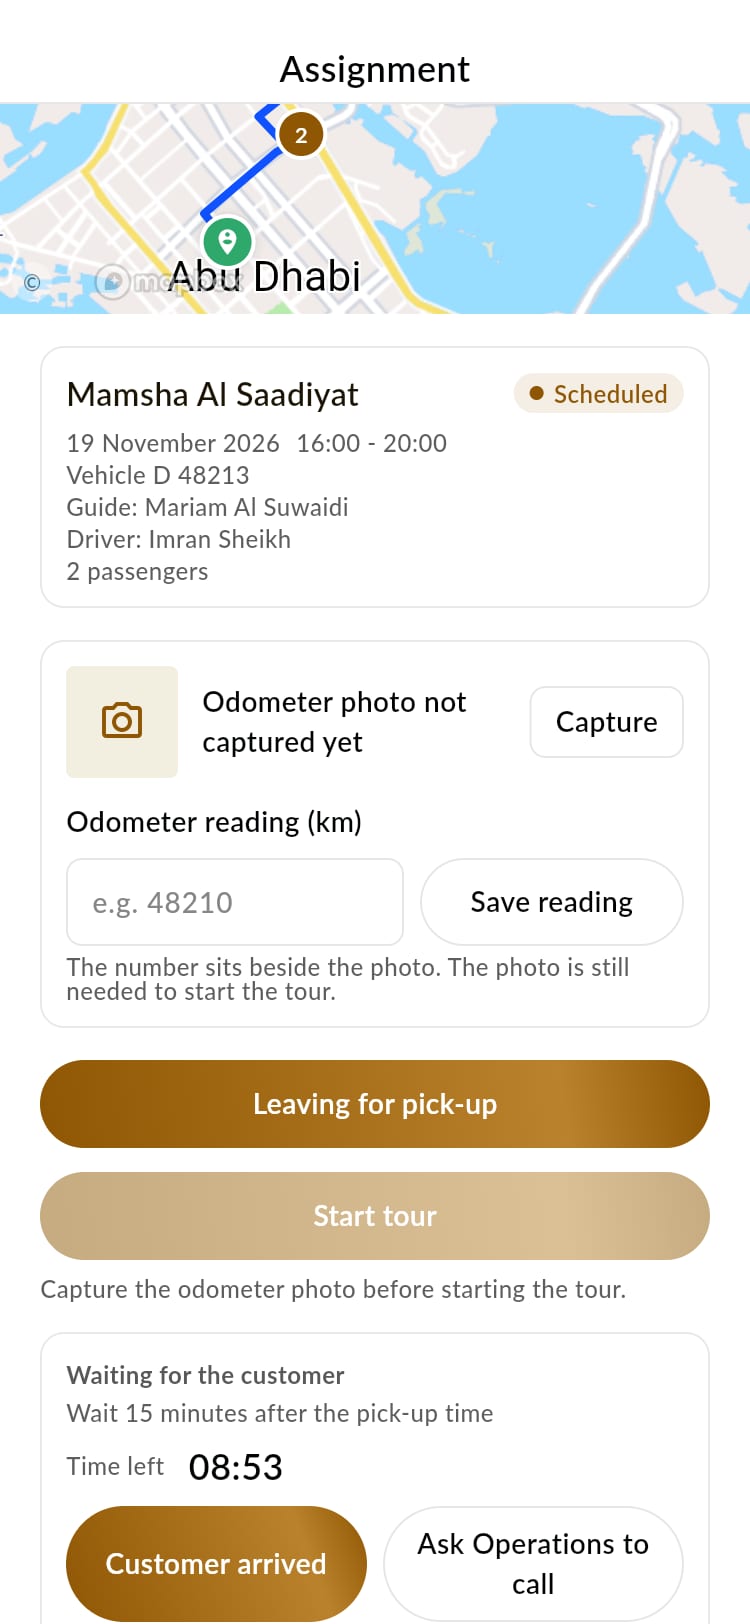 Assignment
2
Abu Dhabi
© mapbox
Mamsha Al Saadiyat
Scheduled
19 November 2026 16:00 - 20:00
Vehicle D 48213
Guide: Mariam Al Suwaidi
Driver: Imran Sheikh
2 passengers
Odometer photo not
captured yet
Capture
Odometer reading (km)
e.g. 48210
Save reading
The number sits beside the photo. The photo is still
needed to start the tour.
Leaving for pick-up
Start tour
Capture the odometer photo before starting the tour.
Waiting for the customer
Wait 15 minutes after the pick-up time
Time left 08:53
Customer arrived
Ask Operations to
call